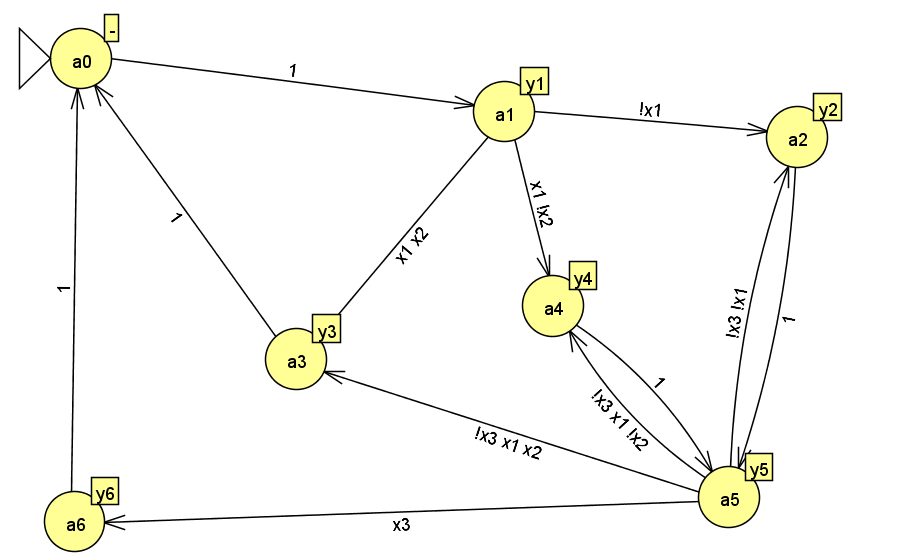 -
a0
1
y1
a1
!x1
y2
a2
x1 !x2
1
x1 x2
y4
a4
1
!x3 !x1
1
y3
a3
1
!x3 x1 !x2
!x3 x1 x2
y5
a5
y6
a6
x3